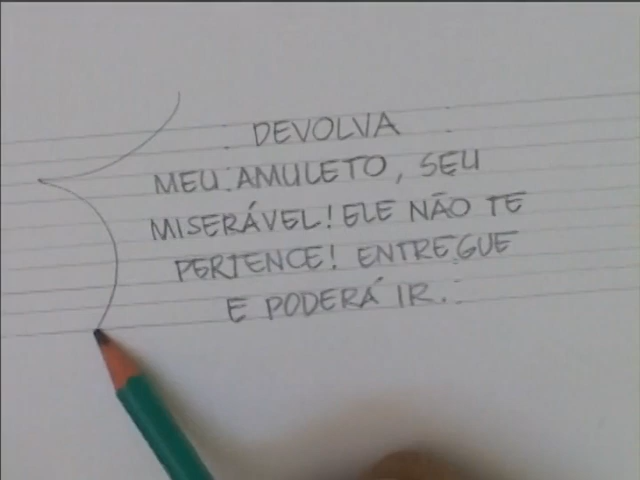 DEVOLVA
MEU AMULETO, SEU
MISERÁVEL! ELE NÃO TE
PERTENCE! ENTREGUE
E PODERÁ IR.